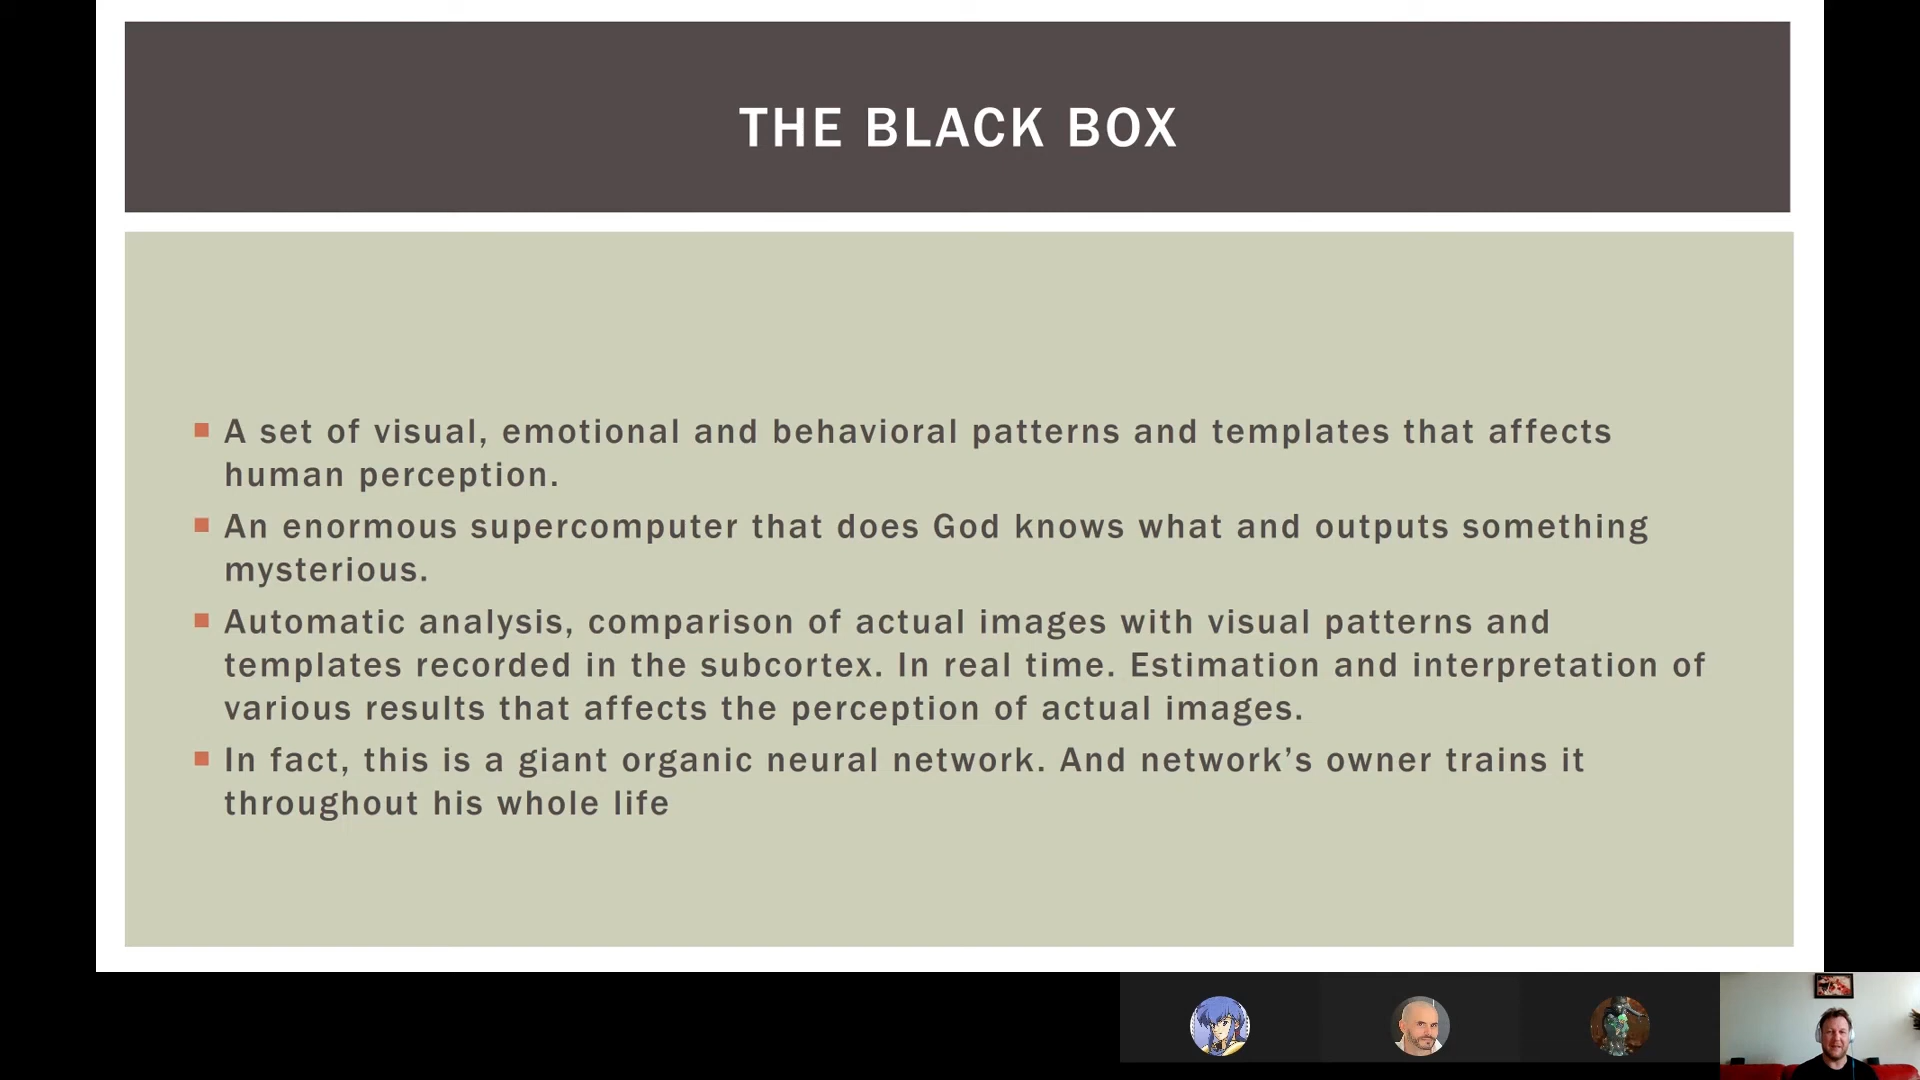 THE BLACK BOX
A set of visual, emotional and behavioral patterns and templates that affects
human perception.
An enormous supercomputer that does God knows what and outputs something
mysterious.
Automatic analysis, comparison of actual images with visual patterns and
templates recorded in the subcortex. In real time. Estimation and interpretation of
various results that affects the perception of actual images.
In fact, this is a giant organic neural network. And network’s owner trains it
throughout his whole life